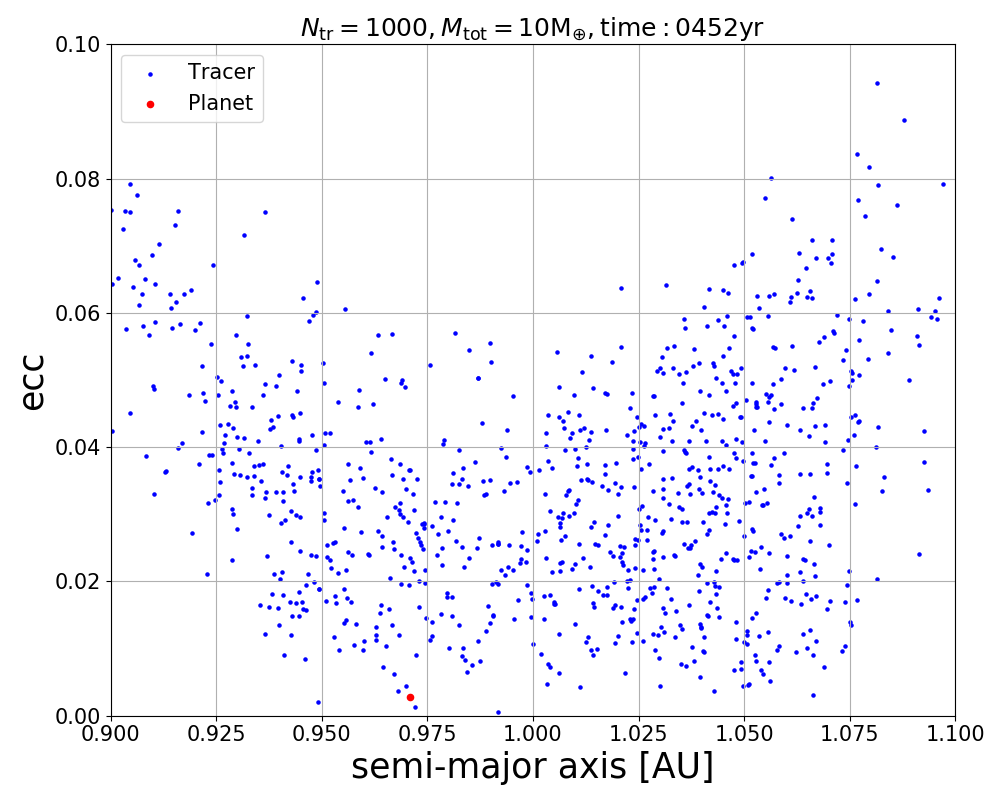 N_tr = 1000, M_tot = 10M_⊕, time : 0452yr
Tracer
Planet
ecc
0.10
0.08
0.06
0.04
0.02
0.00
0.900 0.925 0.950 0.975 1.000 1.025 1.050 1.075 1.100
semi-major axis [AU]